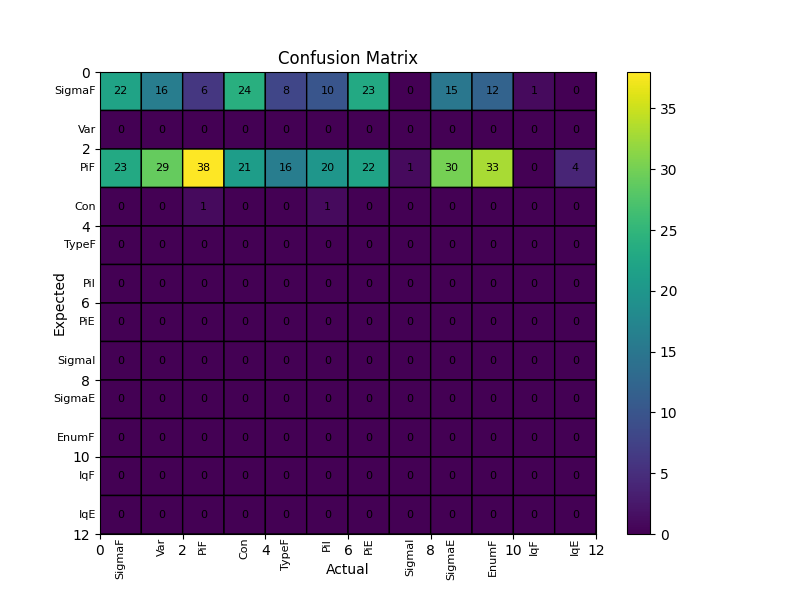 Confusion Matrix
0
SigmaF 22 16 6 24 8 10 23 0 15 12 1 0
Var 0 0 0 0 0 0 0 0 0 0 0 0
2
PiF 23 29 38 21 16 20 22 1 30 33 0 4
Con 0 0 1 0 0 1 0 0 0 0 0 0
4
TypeF 0 0 0 0 0 0 0 0 0 0 0 0
PiI 0 0 0 0 0 0 0 0 0 0 0 0
Expected
6
PiE 0 0 0 0 0 0 0 0 0 0 0 0
SigmaI 0 0 0 0 0 0 0 0 0 0 0 0
8
SigmaE 0 0 0 0 0 0 0 0 0 0 0 0
EnumF 0 0 0 0 0 0 0 0 0 0 0 0
10
IqF 0 0 0 0 0 0 0 0 0 0 0 0
IqE 0 0 0 0 0 0 0 0 0 0 0 0
12
0 2 4 6 8 10 12
SigmaF Var PiF Con TypeF PiI PiE SigmaI SigmaE EnumF IqF IqE
Actual
35
30
25
20
15
10
5
0